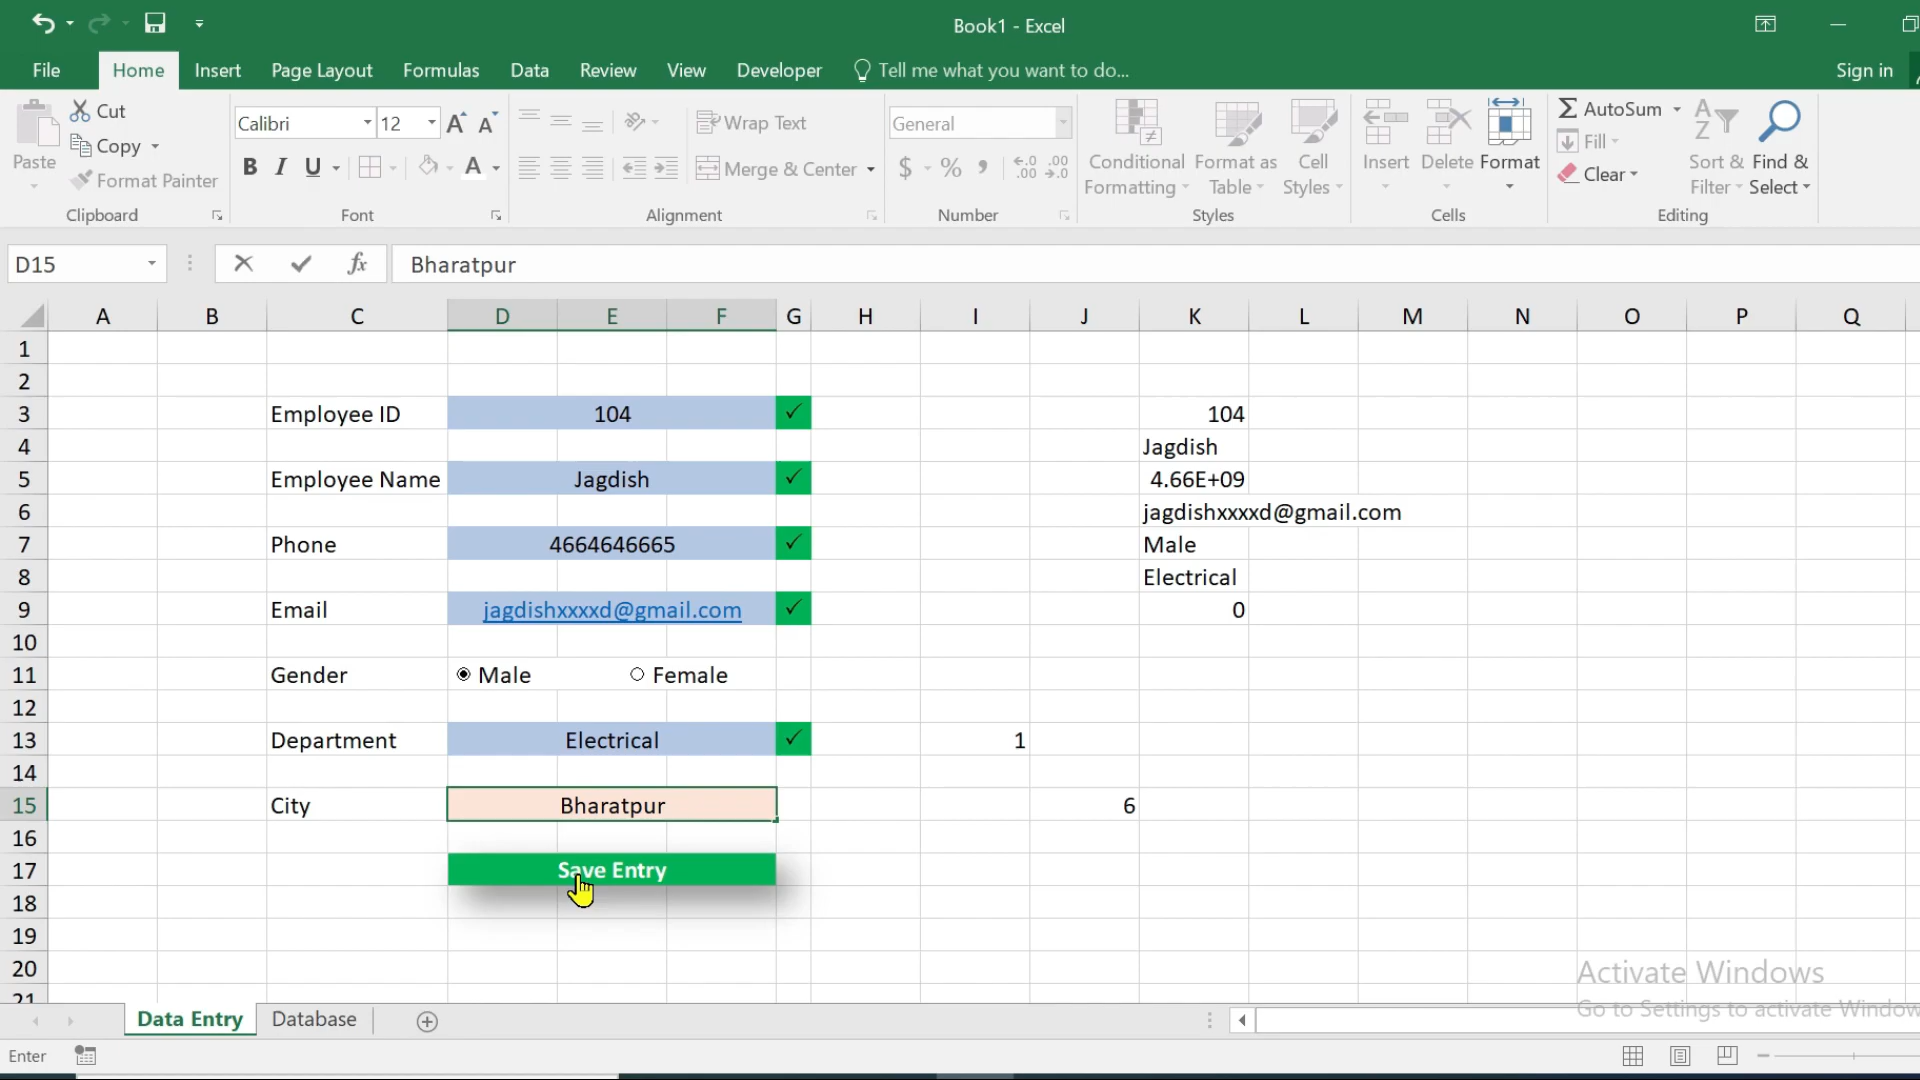 Book1 - Excel
File Home Insert Page Layout Formulas Data Review View Developer Tell me what you want to do... Sign in
Paste Cut Copy Format Painter
Clipboard
Calibri 12
B I U A
Font
Wrap Text
Merge & Center
Alignment
General
$ % ,
Number
Conditional Formatting
Format as Table
Cell Styles
Styles
Insert Delete Format
Cells
AutoSum
Fill
Clear
Sort & Filter
Find & Select
Editing
D15 fx Bharatpur
A B C D E F G H I J K L M N O P Q
1
2
3 Employee ID 104 ✓ 104
4 Jagdish
5 Employee Name Jagdish ✓ 4.66E+09
6 jagdishxxxxd@gmail.com
7 Phone 4664646665 ✓ Male
8 Electrical
9 Email jagdishxxxxd@gmail.com ✓ 0
10
11 Gender Male Female
12
13 Department Electrical ✓ 1
14
15 City Bharatpur 6
16
17 Save Entry
18
19
20
21
Activate Windows
Go to Settings to activate Window
Data Entry Database
Enter